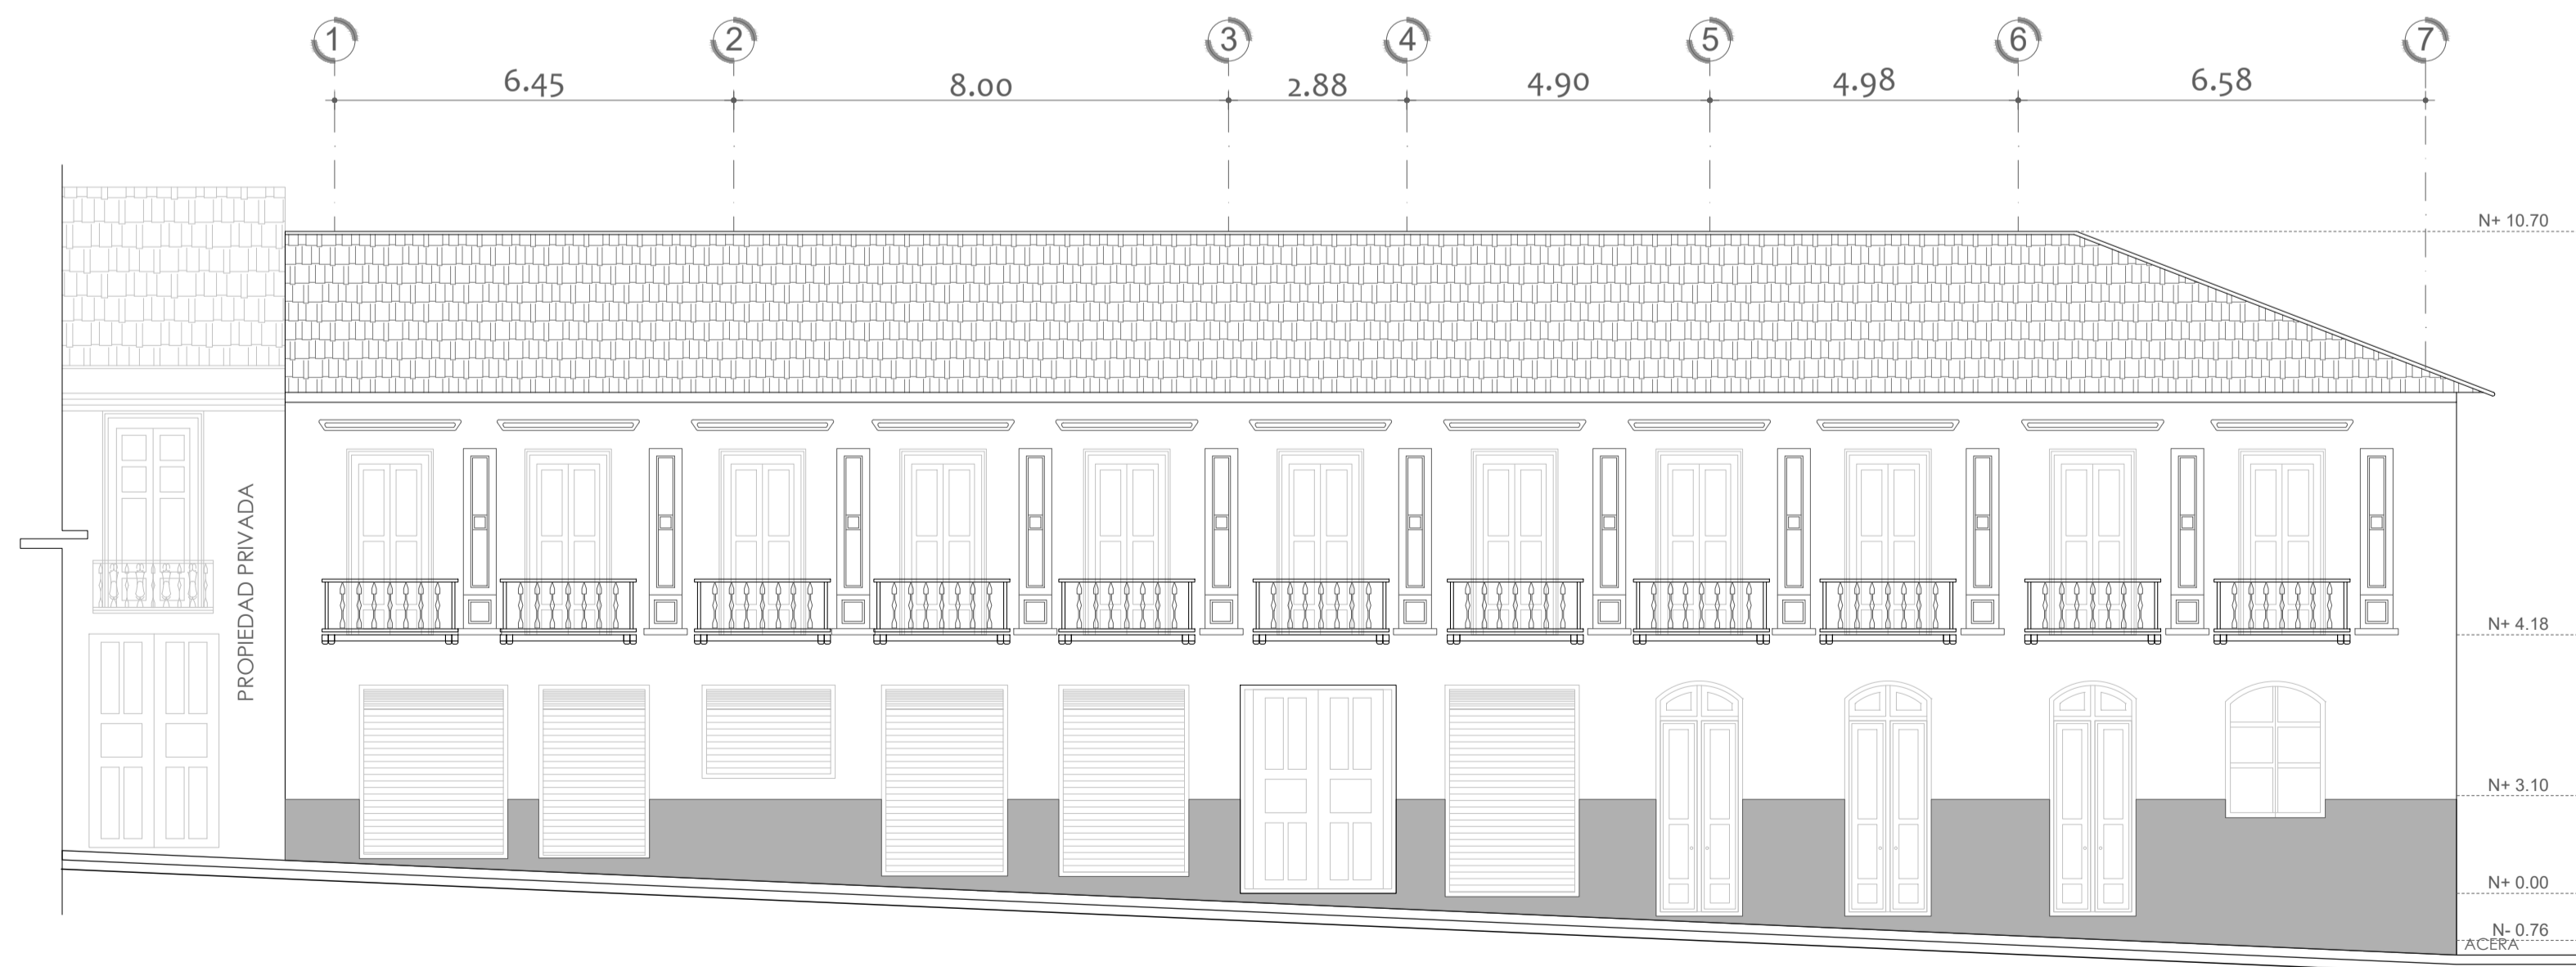 1 2 3 4 5 6 7
6.45 8.00 2.88 4.90 4.98 6.58
N+ 10.70
PROPIEDAD PRIVADA
N+ 4.18
N+ 3.10
N+ 0.00
N- 0.76
ACERA